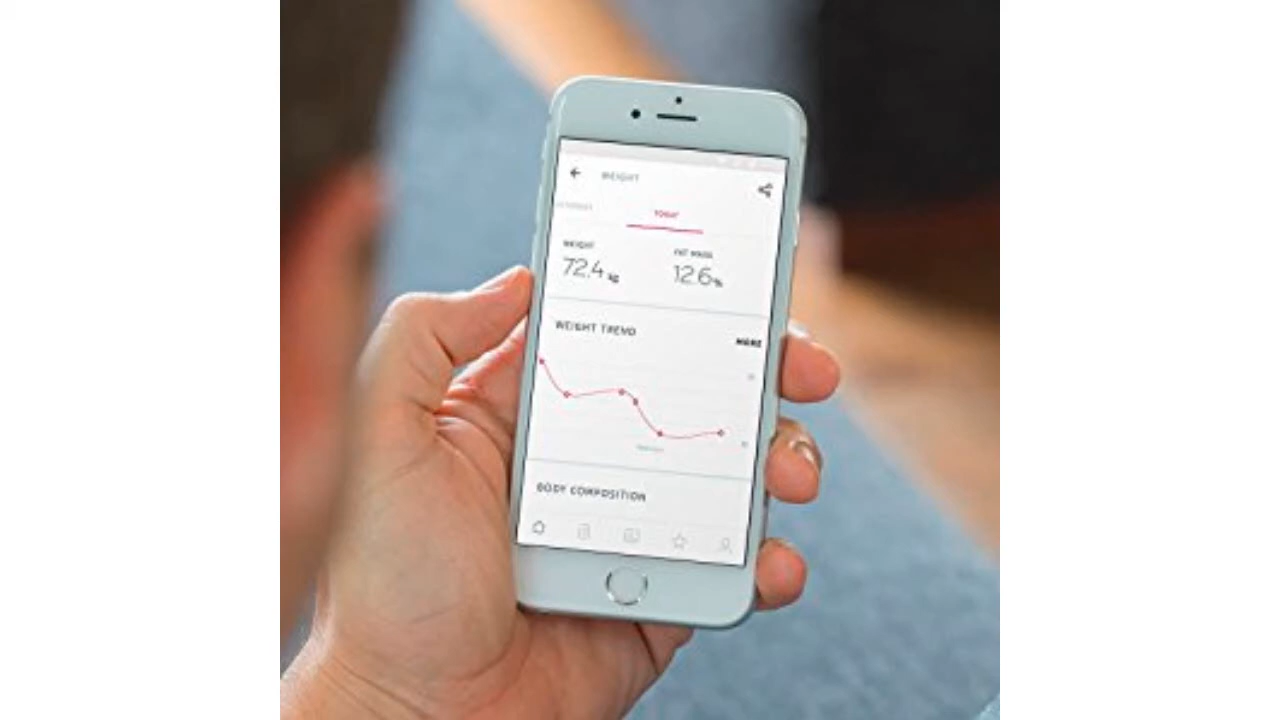 WEIGHT
TODAY
WEIGHT FAT MASS
72.4 kg 12.6%
WEIGHT TREND
MORE
BODY COMPOSITION